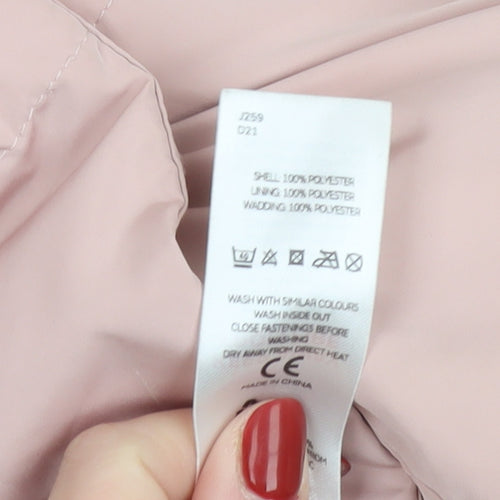 J259
D21
SHELL: 100% POLYESTER
LINING: 100% POLYESTER
WADDING: 100% POLYESTER
40
WASH WITH SIMILAR COLOURS
WASH INSIDE OUT
CLOSE FASTENINGS BEFORE
WASHING
DRY AWAY FROM DIRECT HEAT
CE
MADE IN CHINA